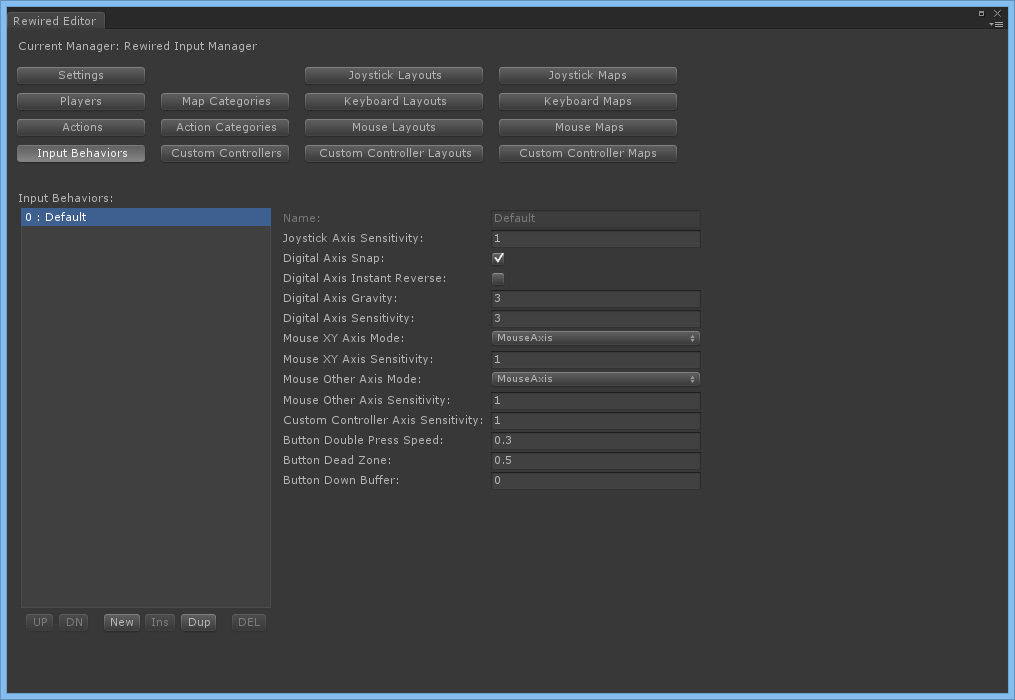 Rewired Editor
Current Manager: Rewired Input Manager
Settings Joystick Layouts Joystick Maps
Players Map Categories Keyboard Layouts Keyboard Maps
Actions Action Categories Mouse Layouts Mouse Maps
Input Behaviors Custom Controllers Custom Controller Layouts Custom Controller Maps
Input Behaviors:
0 : Default
Name: Default
Joystick Axis Sensitivity: 1
Digital Axis Snap:
Digital Axis Instant Reverse:
Digital Axis Gravity: 3
Digital Axis Sensitivity: 3
Mouse XY Axis Mode: MouseAxis
Mouse XY Axis Sensitivity: 1
Mouse Other Axis Mode: MouseAxis
Mouse Other Axis Sensitivity: 1
Custom Controller Axis Sensitivity: 1
Button Double Press Speed: 0.3
Button Dead Zone: 0.5
Button Down Buffer: 0
UP DN New Ins Dup DEL